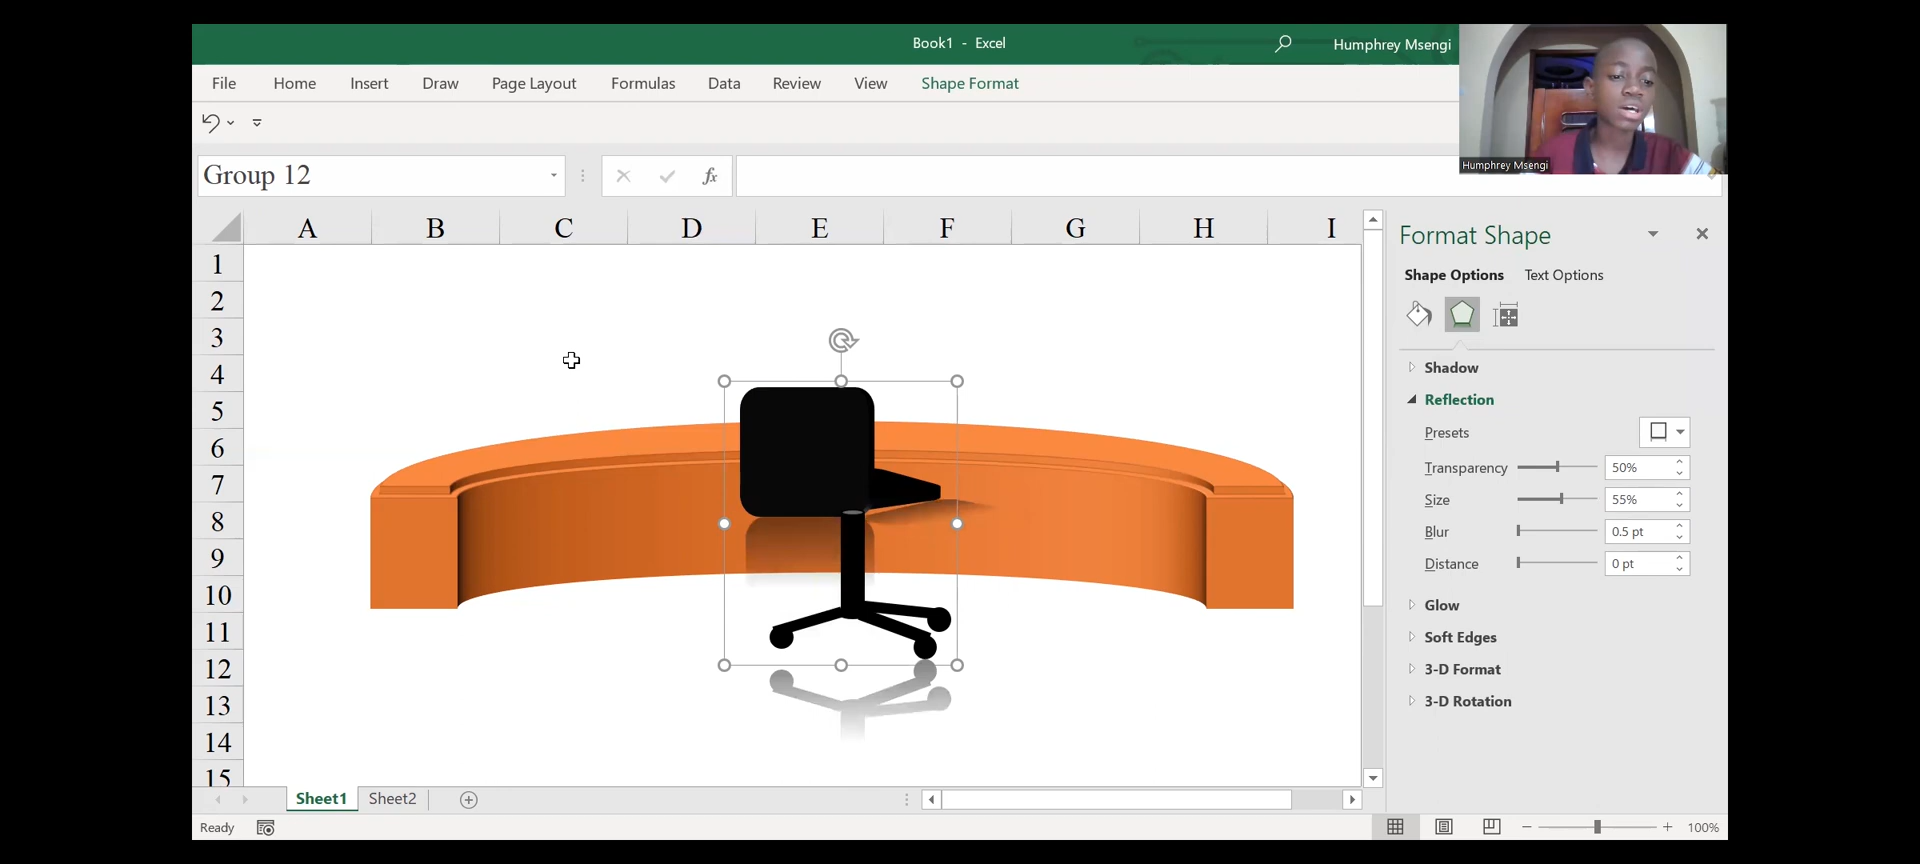 Book1 - Excel
Humphrey Msengi
File Home Insert Draw Page Layout Formulas Data Review View Shape Format
Humphrey Msengi
Group 12
fx
A B C D E F G H I
Format Shape
Shape Options Text Options
1
2
3
4
5
6
7
8
9
10
11
12
13
14
15
Shadow
Reflection
Presets
Transparency 50%
Size 55%
Blur 0.5 pt
Distance 0 pt
Glow
Soft Edges
3-D Format
3-D Rotation
Sheet1 Sheet2
Ready
100%